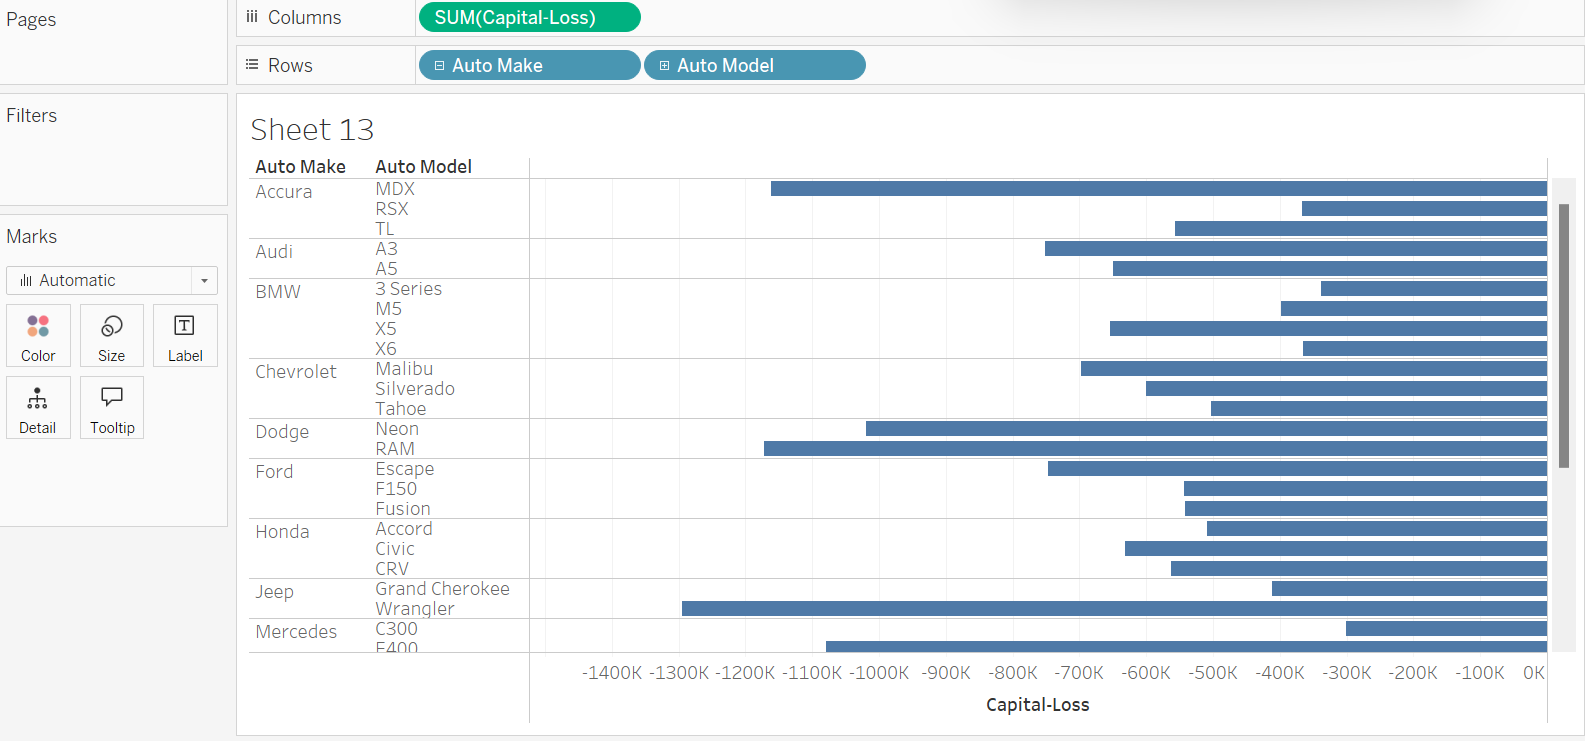 Pages
Columns
SUM(Capital-Loss)
Rows
Auto Make
Auto Model
Filters
Marks
Automatic
Color
Size
Label
Detail
Tooltip
Sheet 13
Auto Make Auto Model
Accura MDX
RSX
TL
Audi A3
A5
BMW 3 Series
M5
X5
X6
Chevrolet Malibu
Silverado
Tahoe
Dodge Neon
RAM
Ford Escape
F150
Fusion
Honda Accord
Civic
CRV
Jeep Grand Cherokee
Wrangler
Mercedes C300
E400
-1400K -1300K -1200K -1100K -1000K -900K -800K -700K -600K -500K -400K -300K -200K -100K 0K
Capital-Loss